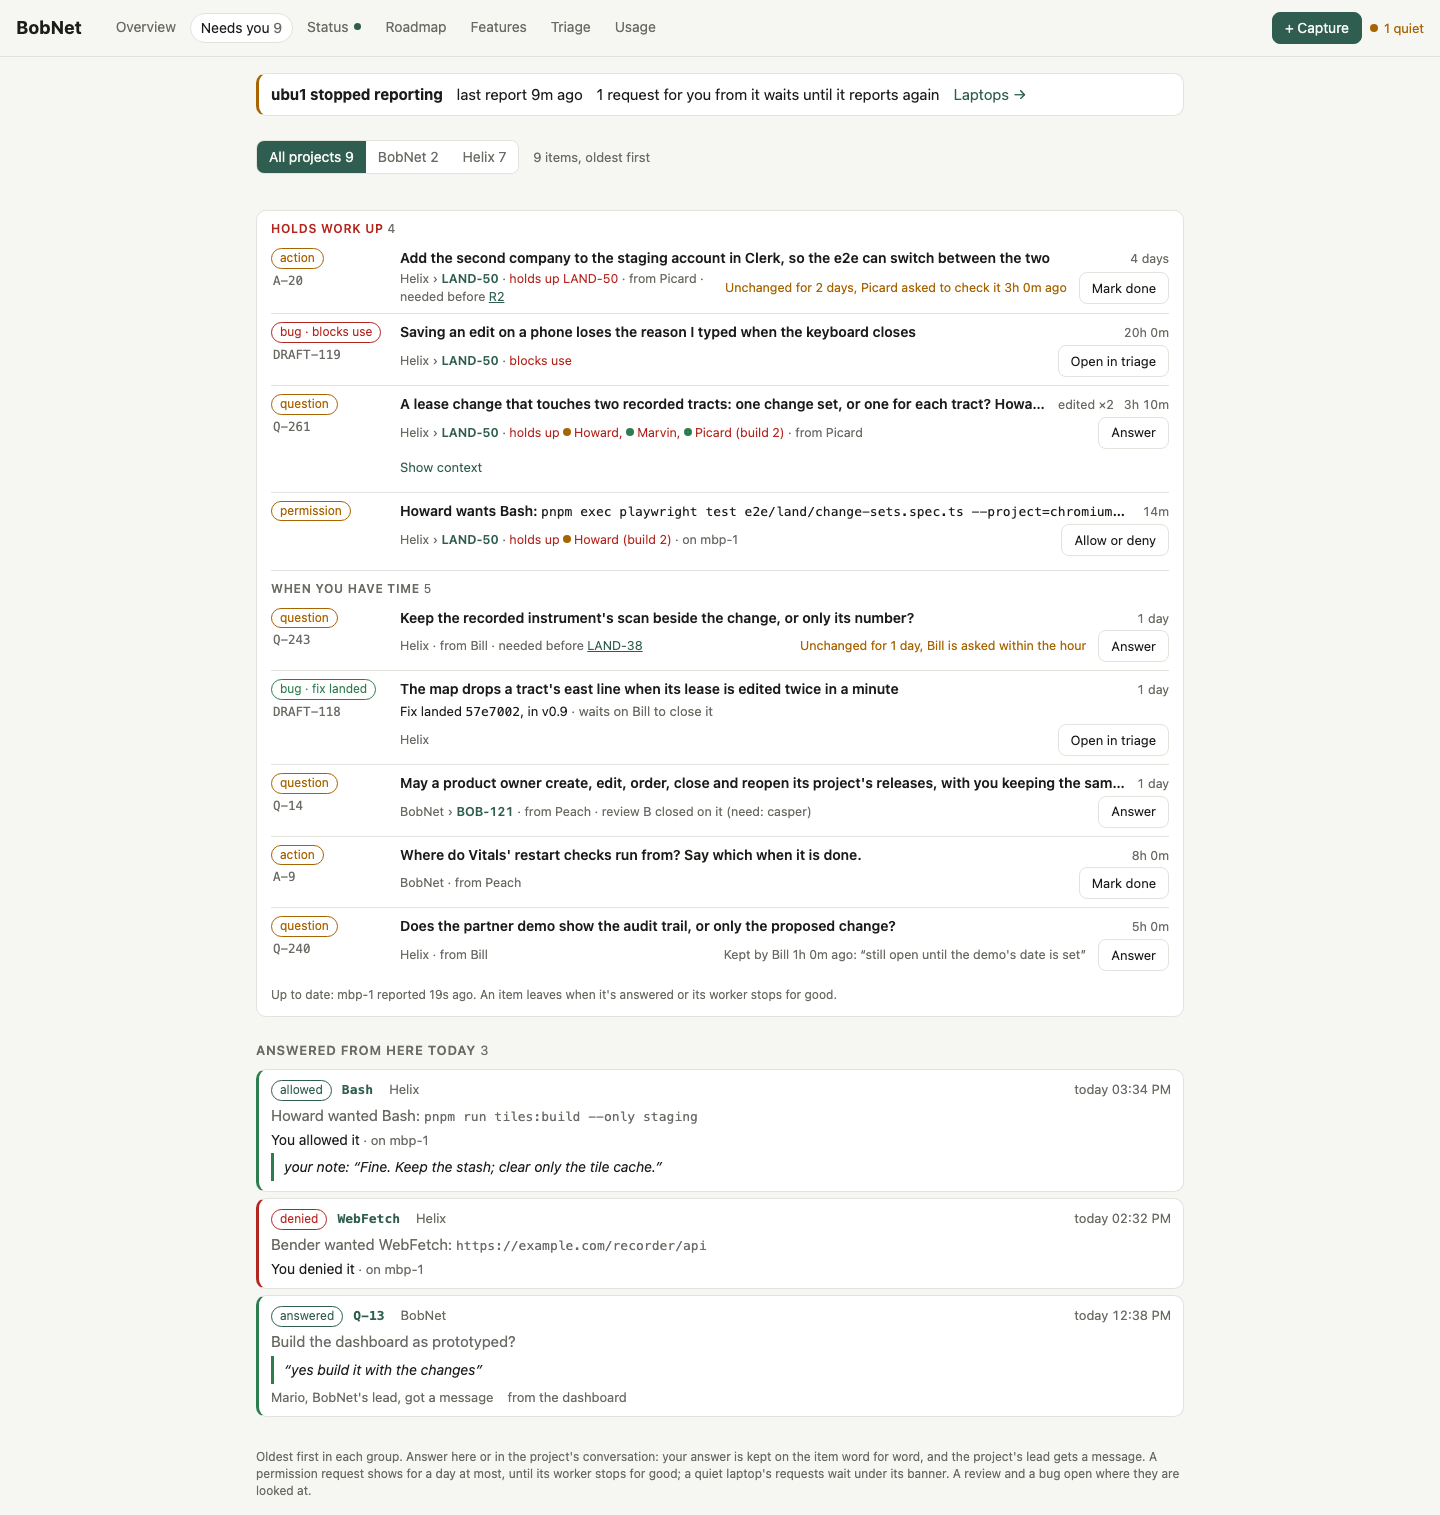 BobNet Overview Needs you 9 Status Roadmap Features Triage Usage + Capture 1 quiet
ubu1 stopped reporting last report 9m ago 1 request for you from it waits until it reports again Laptops →
All projects 9 BobNet 2 Helix 7 9 items, oldest first
HOLDS WORK UP 4
action Add the second company to the staging account in Clerk, so the e2e can switch between the two 4 days
A-20 Helix › LAND-50 · holds up LAND-50 · from Picard · needed before R2 Unchanged for 2 days, Picard asked to check it 3h 0m ago Mark done
bug · blocks use Saving an edit on a phone loses the reason I typed when the keyboard closes 20h 0m
DRAFT-119 Helix › LAND-50 · blocks use Open in triage
question A lease change that touches two recorded tracts: one change set, or one for each tract? Howa... edited ×2 3h 10m
Q-261 Helix › LAND-50 · holds up Howard, Marvin, Picard (build 2) · from Picard Answer
Show context
permission Howard wants Bash: pnpm exec playwright test e2e/land/change-sets.spec.ts --project=chromium... 14m
Helix › LAND-50 · holds up Howard (build 2) · on mbp-1 Allow or deny
WHEN YOU HAVE TIME 5
question Keep the recorded instrument's scan beside the change, or only its number? 1 day
Q-243 Helix · from Bill · needed before LAND-38 Unchanged for 1 day, Bill is asked within the hour Answer
bug · fix landed The map drops a tract's east line when its lease is edited twice in a minute 1 day
DRAFT-118 Fix landed 57e7002, in v0.9 · waits on Bill to close it
Helix Open in triage
question May a product owner create, edit, order, close and reopen its project's releases, with you keeping the sam... 1 day
Q-14 BobNet › BOB-121 · from Peach · review B closed on it (need: casper) Answer
action Where do Vitals' restart checks run from? Say which when it is done. 8h 0m
A-9 BobNet · from Peach Mark done
question Does the partner demo show the audit trail, or only the proposed change? 5h 0m
Q-240 Helix · from Bill Kept by Bill 1h 0m ago: “still open until the demo's date is set” Answer
Up to date: mbp-1 reported 19s ago. An item leaves when it's answered or its worker stops for good.
ANSWERED FROM HERE TODAY 3
allowed Bash Helix today 03:34 PM
Howard wanted Bash: pnpm run tiles:build --only staging
You allowed it · on mbp-1
your note: “Fine. Keep the stash; clear only the tile cache.”
denied WebFetch Helix today 02:32 PM
Bender wanted WebFetch: https://example.com/recorder/api
You denied it · on mbp-1
answered Q-13 BobNet today 12:38 PM
Build the dashboard as prototyped?
“yes build it with the changes”
Mario, BobNet's lead, got a message from the dashboard
Oldest first in each group. Answer here or in the project's conversation: your answer is kept on the item word for word, and the project's lead gets a message. A
permission request shows for a day at most, until its worker stops for good; a quiet laptop's requests wait under its banner. A review and a bug open where they are
looked at.